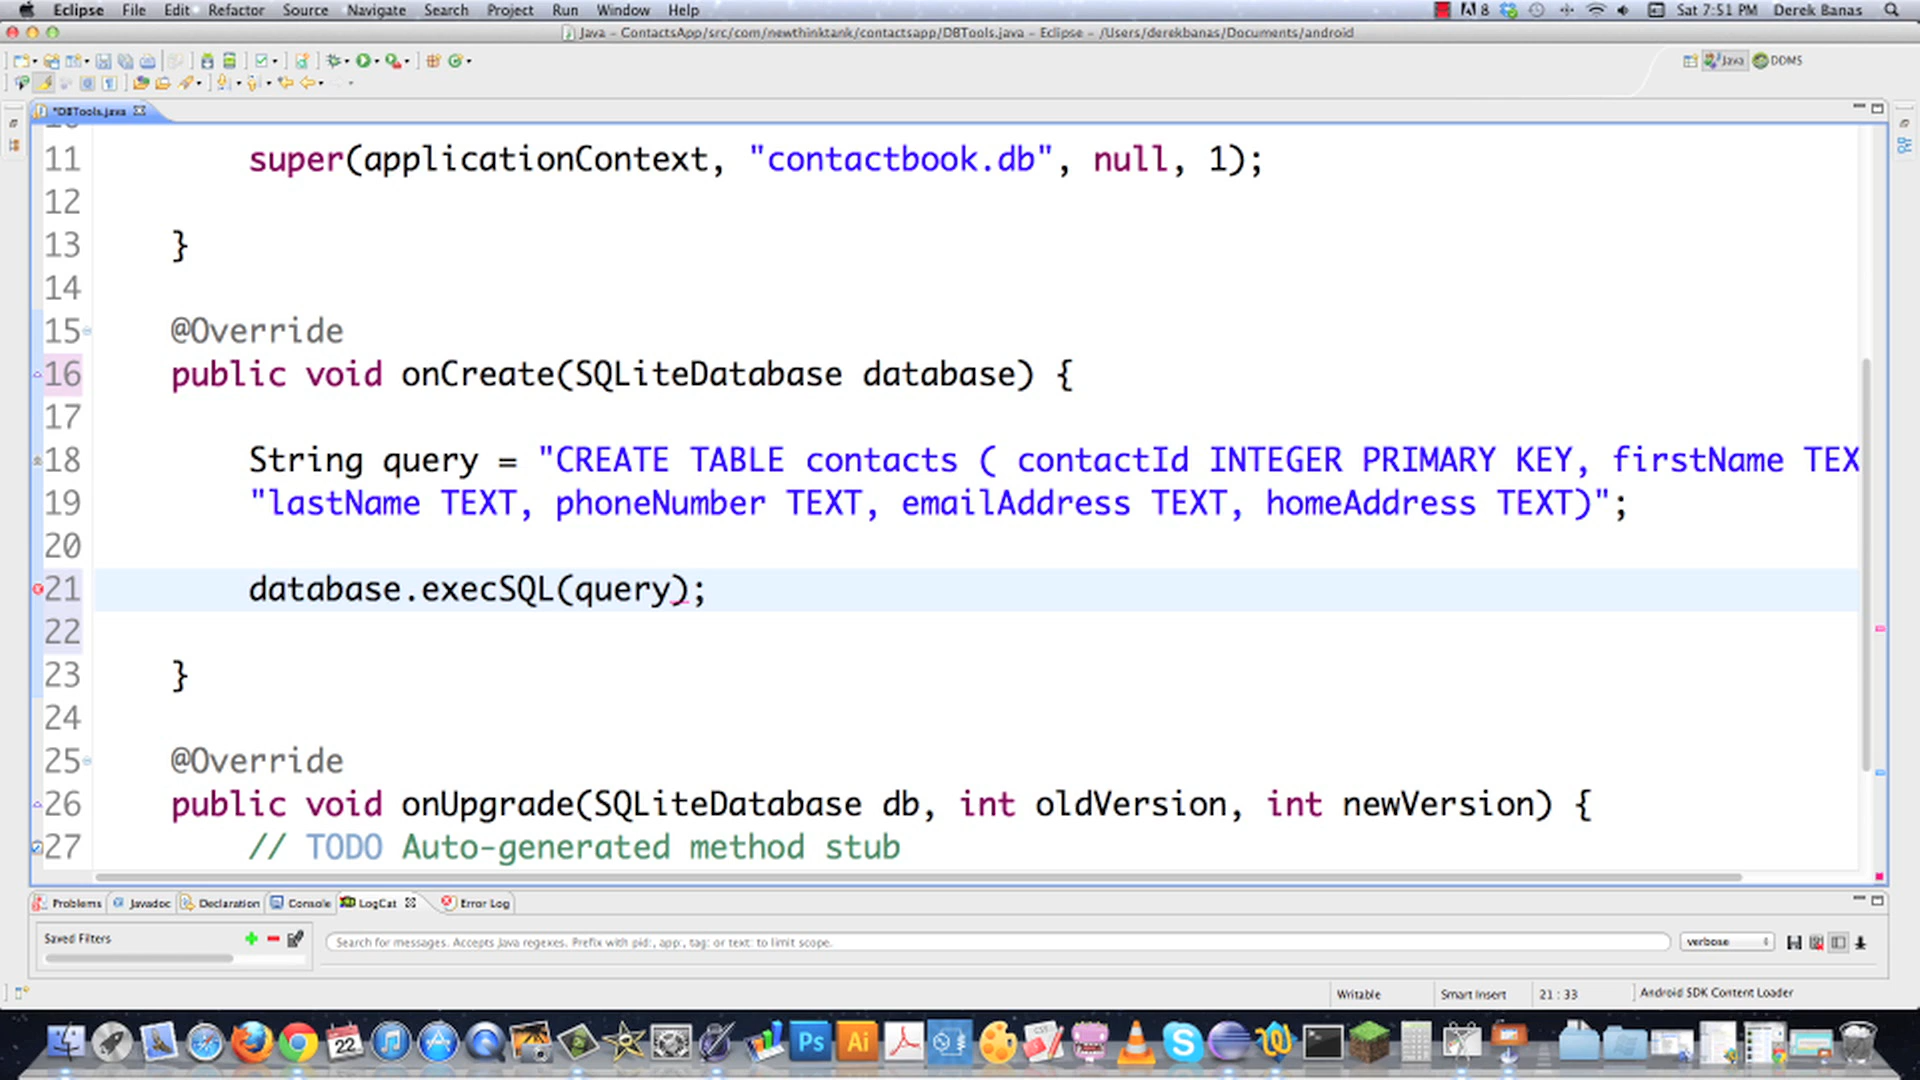 Eclipse File Edit Navigate Source Refactor Navigate Search Project Run Window Help
8 Sat 7:51 PM Derek Banas
Java – ContactsApp/src/com/newthinktank/contactsapp/DBTools.java – Eclipse – /Users/derekbanas/Documents/android
Java DDMS
*DBTools.java
11 super(applicationContext, "contactbook.db", null, 1);
12
13 }
14
15 @Override
16 public void onCreate(SQLiteDatabase database) {
17
18 String query = "CREATE TABLE contacts ( contactId INTEGER PRIMARY KEY, firstName TEX
19 "lastName TEXT, phoneNumber TEXT, emailAddress TEXT, homeAddress TEXT)";
20
21 database.execSQL(query);
22
23 }
24
25 @Override
26 public void onUpgrade(SQLiteDatabase db, int oldVersion, int newVersion) {
27 // TODO Auto-generated method stub
Problems Javadoc Declaration Console LogCat Error Log
Saved Filters
Search for messages. Accepts Java regexes. Prefix with pid:, app:, tag: or text: to limit scope.
verbose
Writable Smart Insert 21 : 33 Android SDK Content Loader
22 Ps Ai